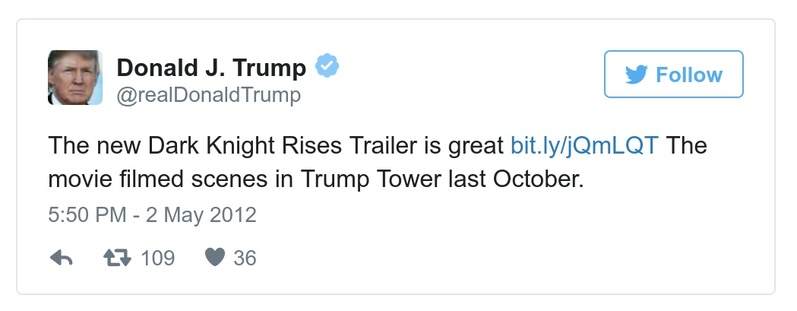 Donald J. Trump
@realDonaldTrump
Follow
The new Dark Knight Rises Trailer is great bit.ly/jQmLQT The
movie filmed scenes in Trump Tower last October.
5:50 PM - 2 May 2012
109 36